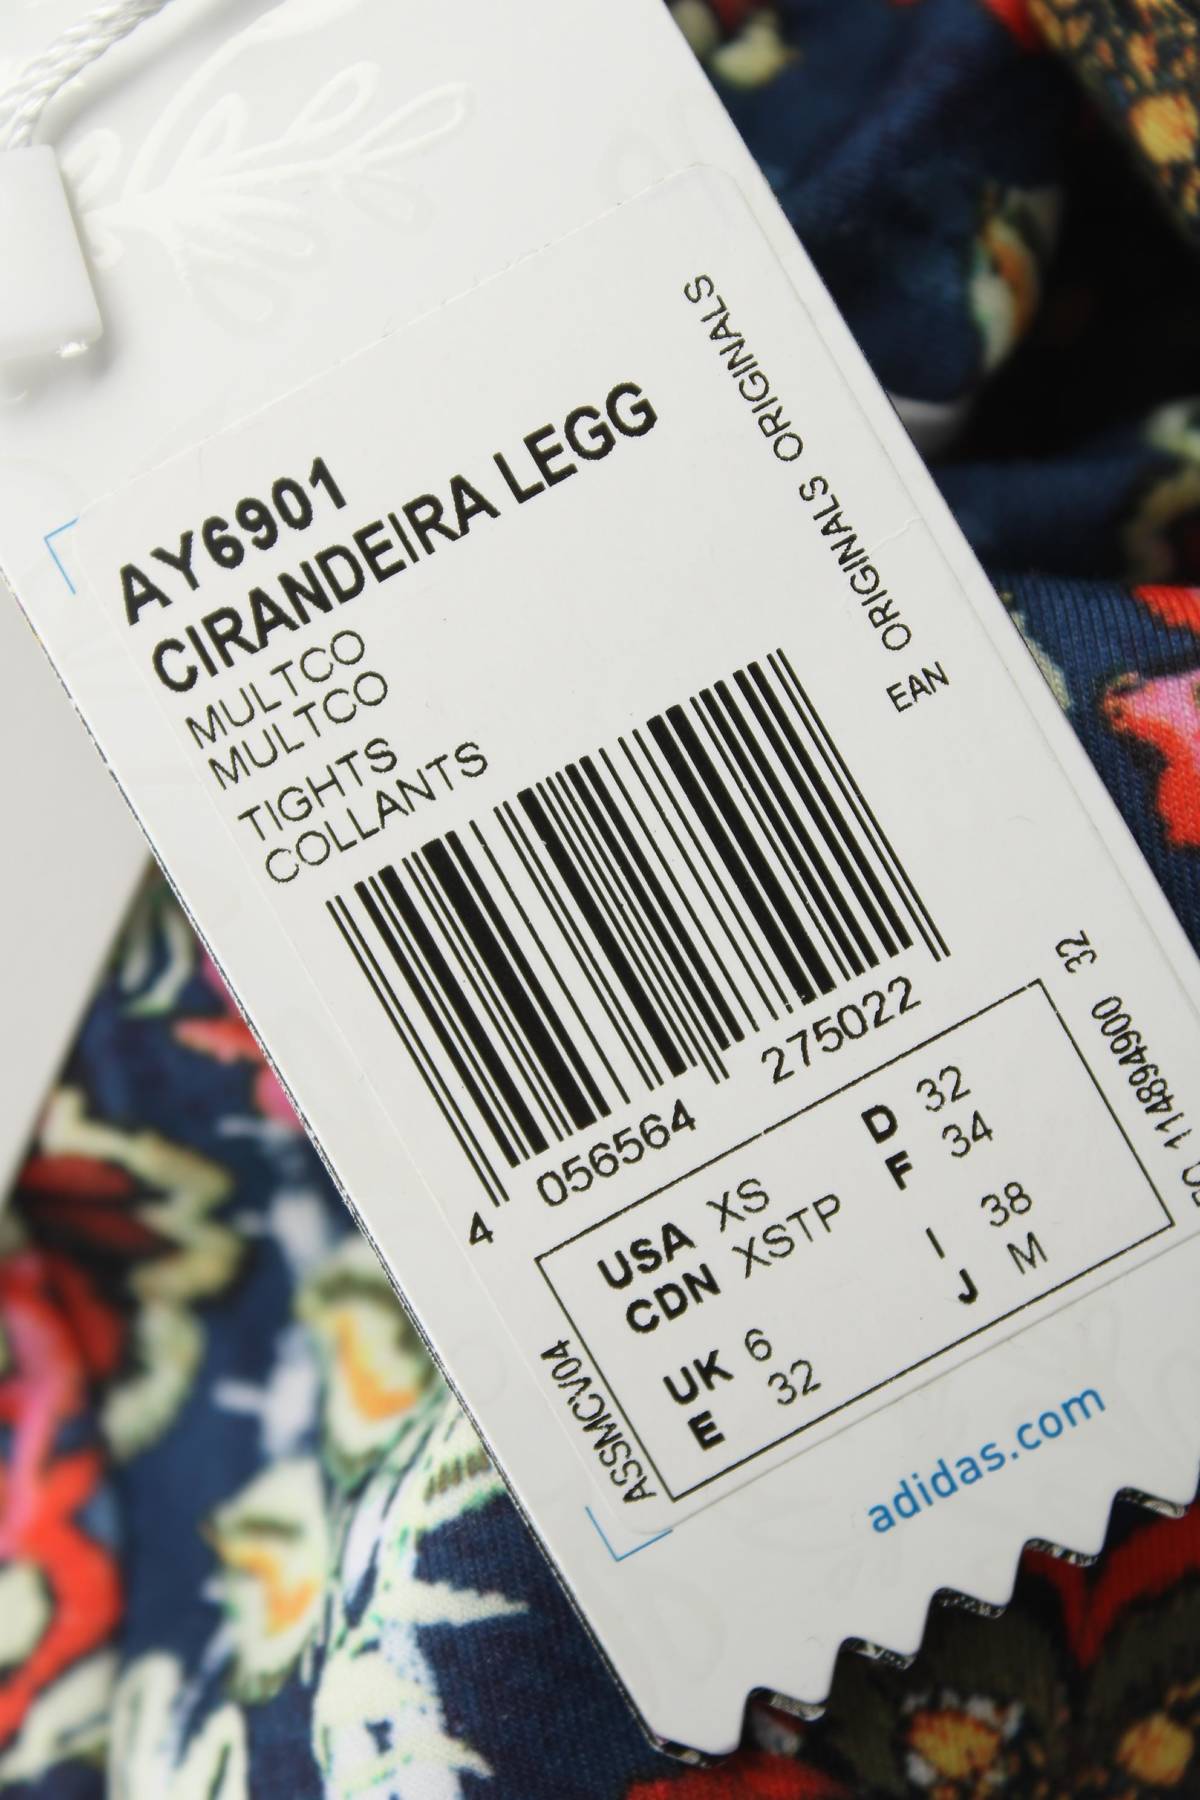 AY6901
CIRANDEIRA LEGG
MULTCO
MULTCO
TIGHTS
COLLANTS
ORIGINALS ORIGINALS
EAN
4 056564 275022
USA XS
CDN XSTP
UK 6
E 32
D 32
F 34
I 38
J M
ASSMCV04
114894900 32
adidas.com